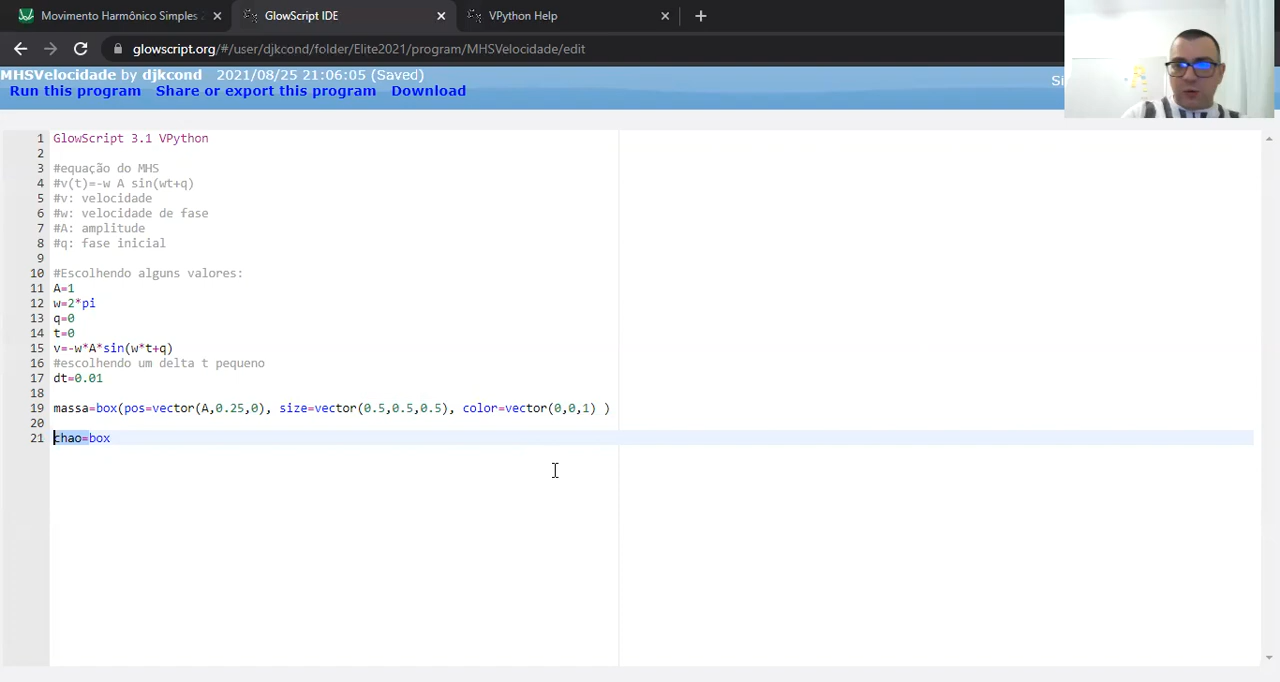 Movimento Harmônico Simples
GlowScript IDE
VPython Help
glowscript.org/#/user/djkcond/folder/Elite2021/program/MHSVelocidade/edit
MHSVelocidade by djkcond 2021/08/25 21:06:05 (Saved)
Si
Run this program Share or export this program Download
1 GlowScript 3.1 VPython
2
3 #equação do MHS
4 #v(t)=-w A sin(wt+q)
5 #v: velocidade
6 #w: velocidade de fase
7 #A: amplitude
8 #q: fase inicial
9
10 #Escolhendo alguns valores:
11 A=1
12 w=2*pi
13 q=0
14 t=0
15 v=-w*A*sin(w*t+q)
16 #escolhendo um delta t pequeno
17 dt=0.01
18
19 massa=box(pos=vector(A,0.25,0), size=vector(0.5,0.5,0.5), color=vector(0,0,1) )
20
21 chao=box